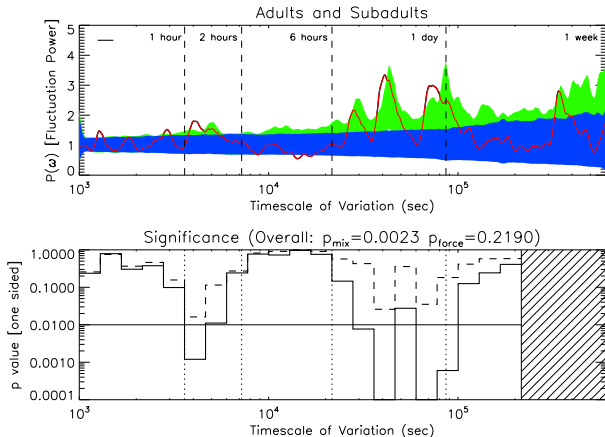 Adults and Subadults
5
4
3
2
1
0
P(ω) [Fluctuation Power]
1 hour
2 hours
6 hours
1 day
1 week
10³
10⁴
10⁵
Timescale of Variation (sec)
Significance (Overall: p_mix=0.0023 p_force=0.2190)
1.0000
0.1000
0.0100
0.0010
0.0001
p value [one sided]
10³
10⁴
10⁵
Timescale of Variation (sec)